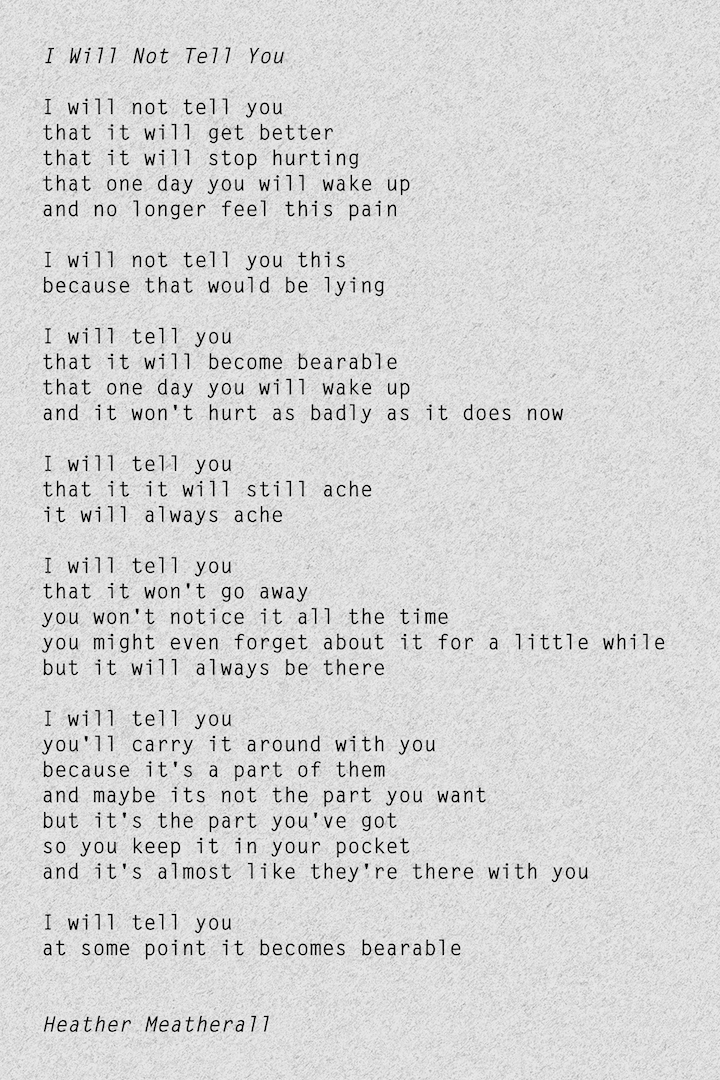 I Will Not Tell You
I will not tell you
that it will get better
that it will stop hurting
that one day you will wake up
and no longer feel this pain
I will not tell you this
because that would be lying
I will tell you
that it will become bearable
that one day you will wake up
and it won't hurt as badly as it does now
I will tell you
that it it will still ache
it will always ache
I will tell you
that it won't go away
you won't notice it all the time
you might even forget about it for a little while
but it will always be there
I will tell you
you'll carry it around with you
because it's a part of them
and maybe its not the part you want
but it's the part you've got
so you keep it in your pocket
and it's almost like they're there with you
I will tell you
at some point it becomes bearable
Heather Meatherall